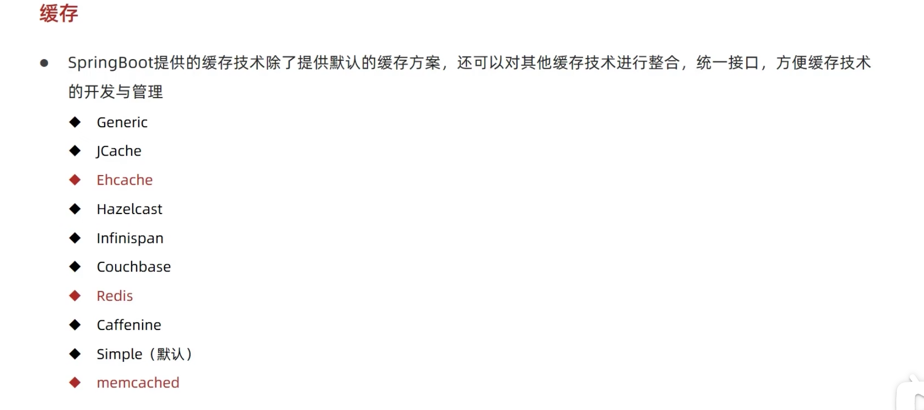 缓存
SpringBoot提供的缓存技术除了提供默认的缓存方案，还可以对其他缓存技术进行整合，统一接口，方便缓存技术
的开发与管理
Generic
JCache
Ehcache
Hazelcast
Infinispan
Couchbase
Redis
Caffenine
Simple（默认）
memcached